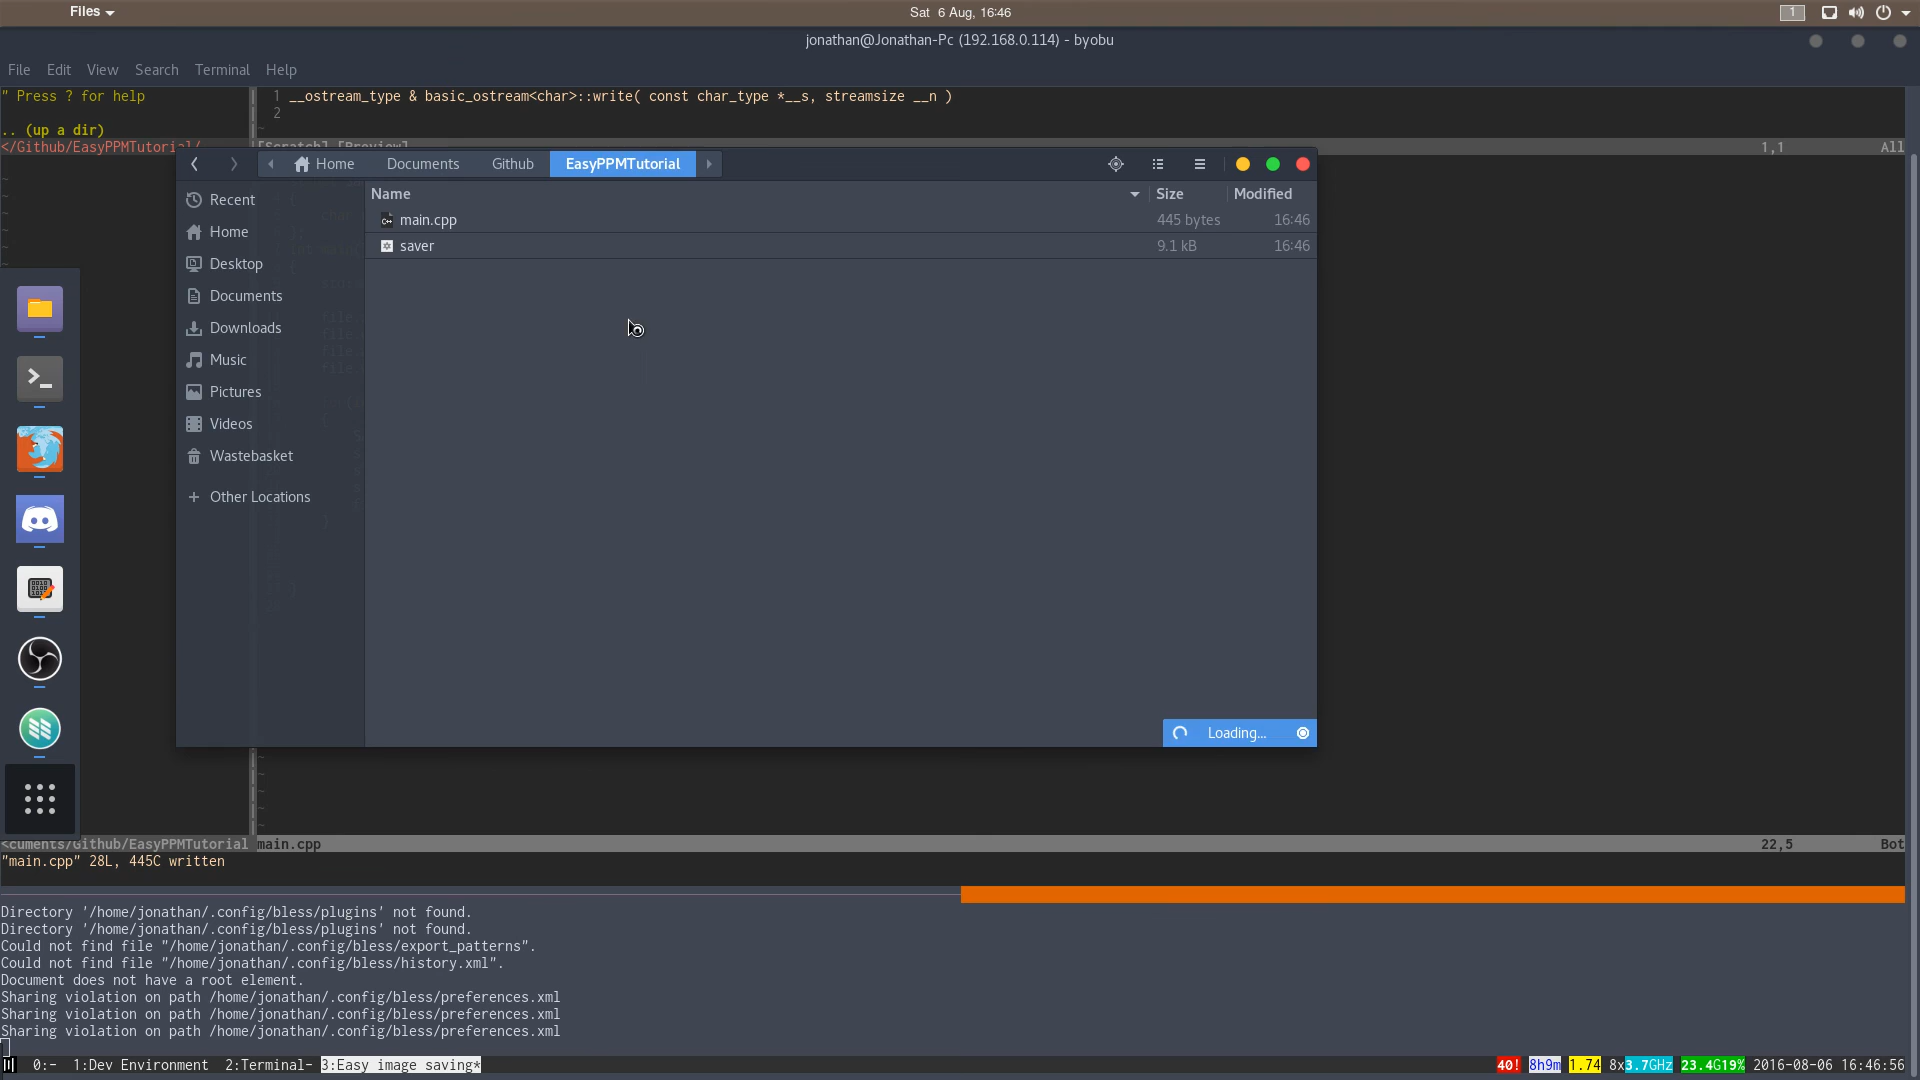 Files
Sat 6 Aug, 16:46
1
jonathan@Jonathan-Pc (192.168.0.114) - byobu
File Edit View Search Terminal Help
" Press ? for help
1 __ostream_type & basic_ostream<char>::write( const char_type *__s, streamsize __n )
2
.. (up a dir)
</Github/EasyPPMTutorial/
[Scratch] [Preview] 1,1 All
Home Documents Github EasyPPMTutorial
Name Size Modified
main.cpp 445 bytes 16:46
saver 9.1 kB 16:46
Recent
Home
Desktop
Documents
Downloads
Music
Pictures
Videos
Wastebasket
+ Other Locations
Loading...
<cuments/Github/EasyPPMTutorial main.cpp 22,5 Bot
"main.cpp" 28L, 445C written
Directory '/home/jonathan/.config/bless/plugins' not found.
Directory '/home/jonathan/.config/bless/plugins' not found.
Could not find file "/home/jonathan/.config/bless/export_patterns".
Could not find file "/home/jonathan/.config/bless/history.xml".
Document does not have a root element.
Sharing violation on path /home/jonathan/.config/bless/preferences.xml
Sharing violation on path /home/jonathan/.config/bless/preferences.xml
Sharing violation on path /home/jonathan/.config/bless/preferences.xml
0:- 1:Dev Environment 2:Terminal- 3:Easy image saving* 40! 8h9m 1.74 8x3.7GHz 23.4G19% 2016-08-06 16:46:56